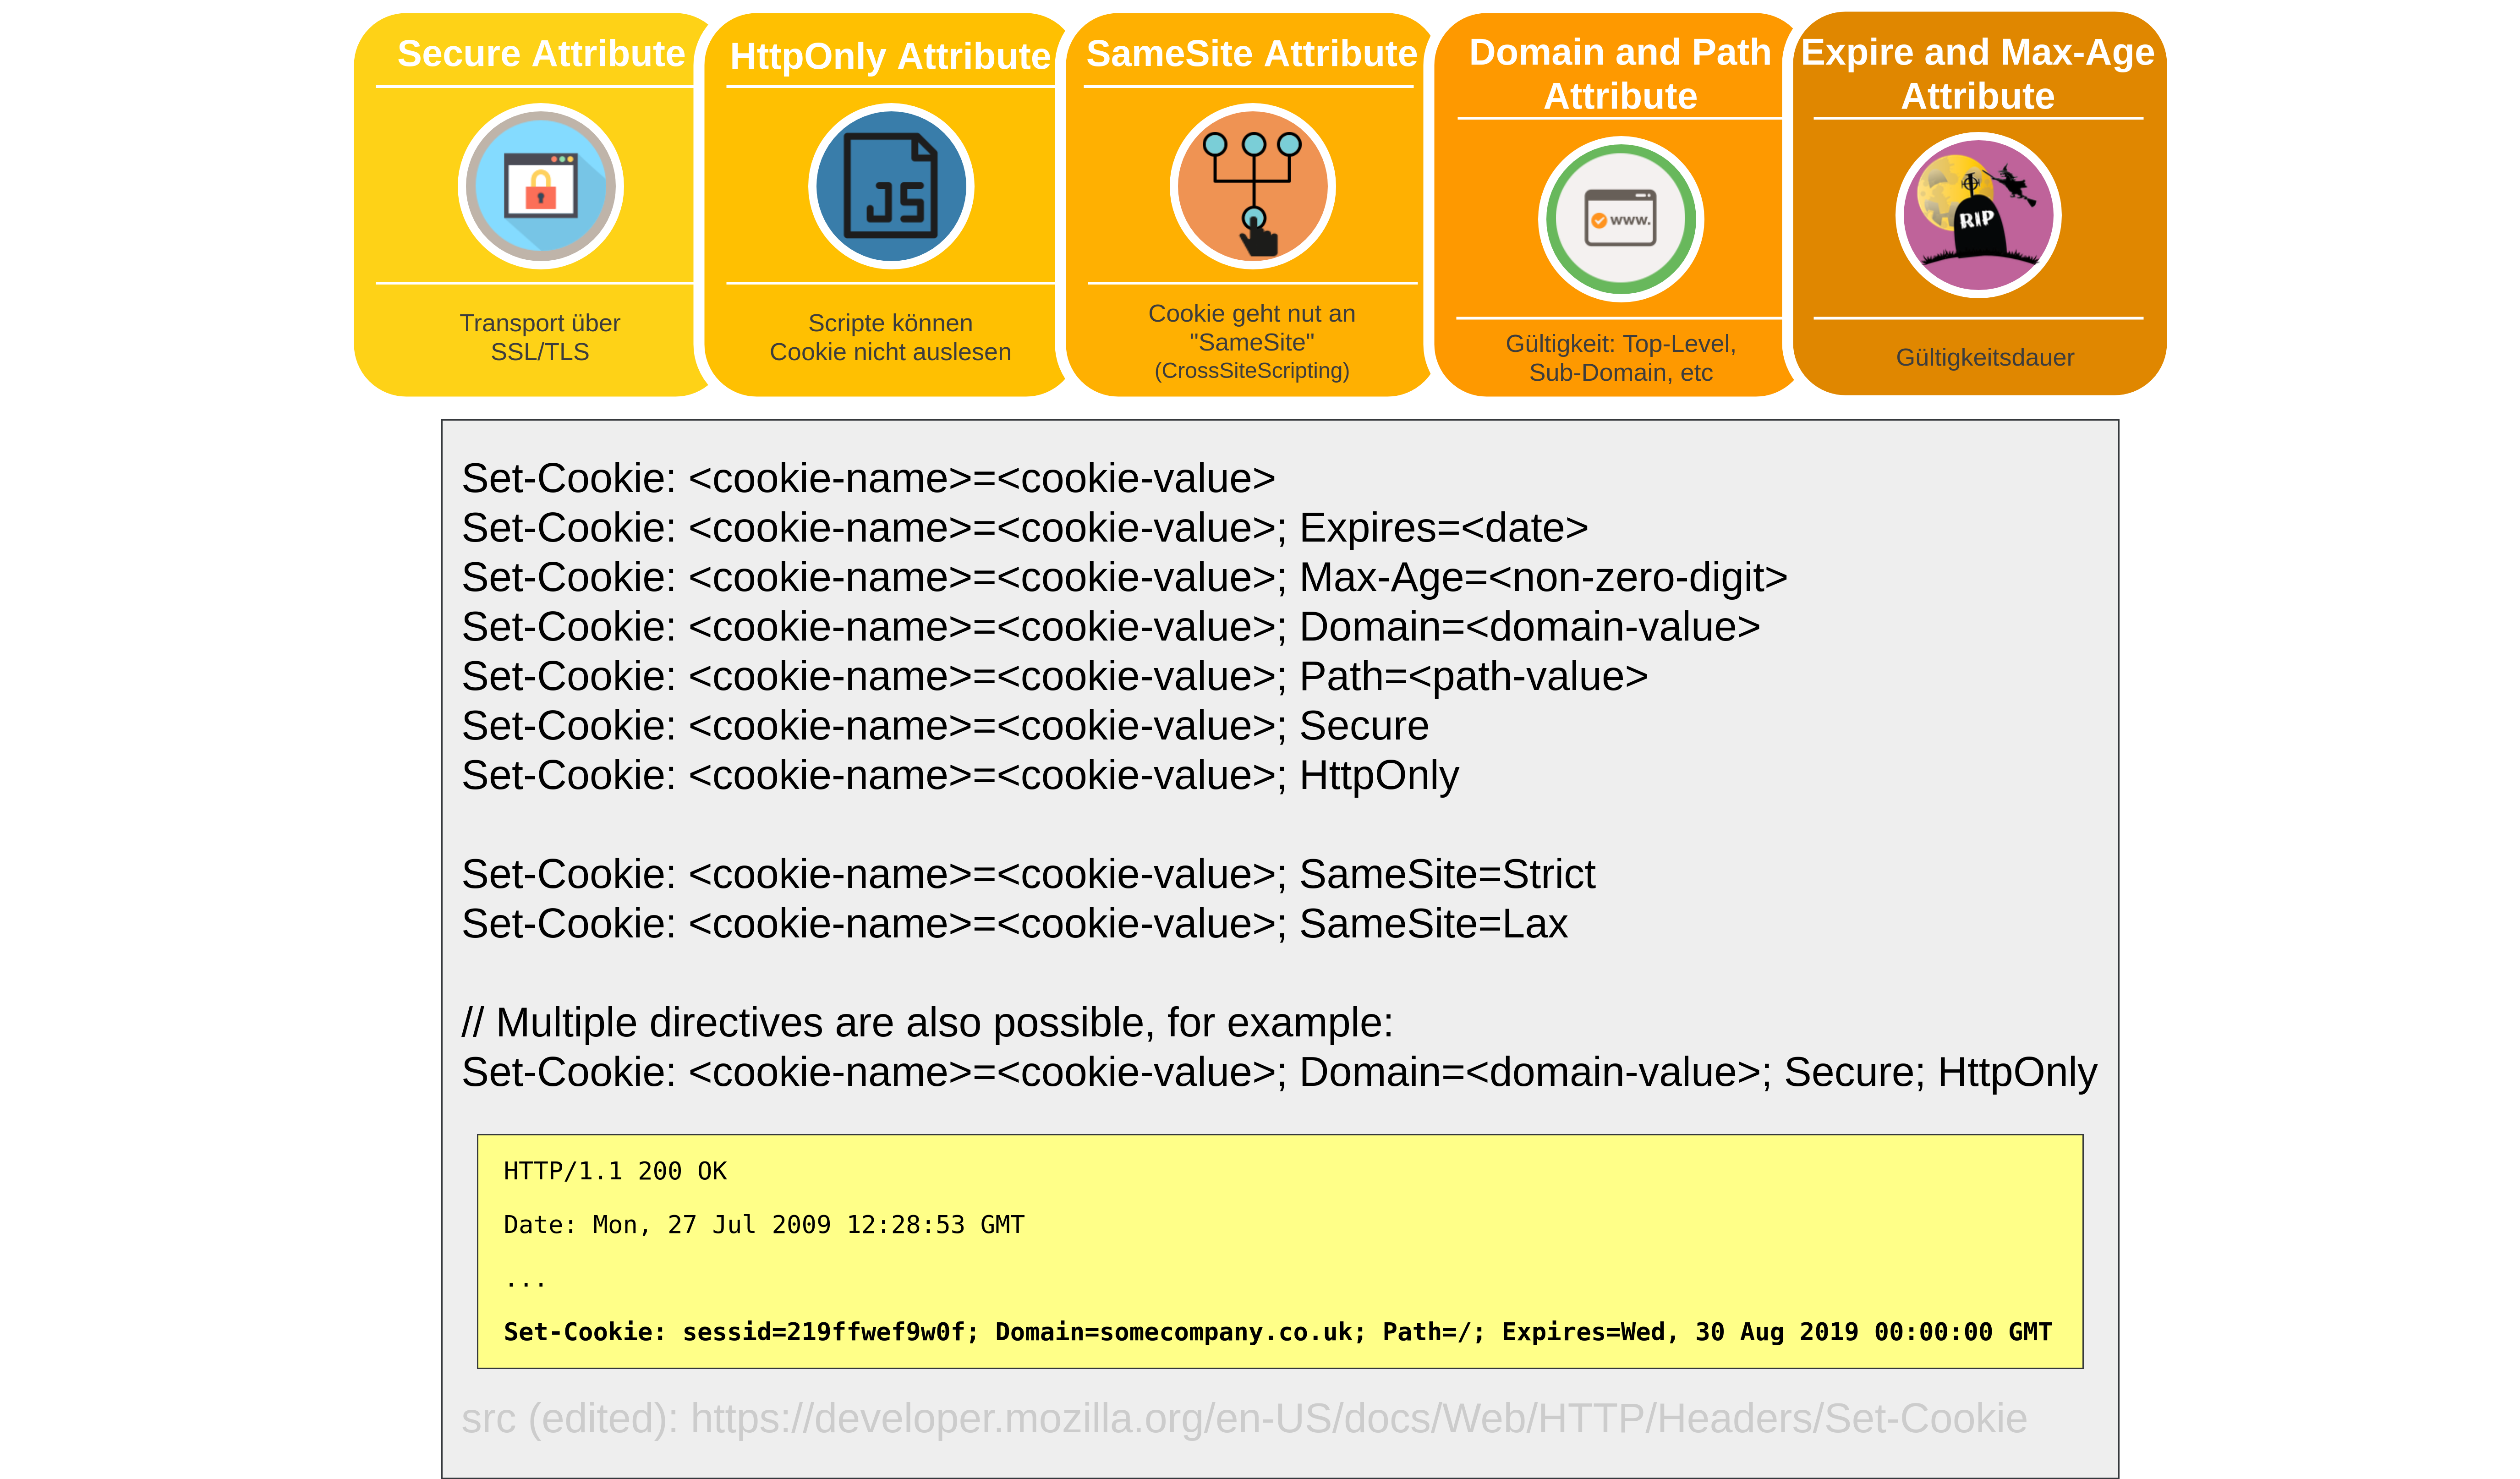 Secure Attribute
HttpOnly Attribute
SameSite Attribute
Domain and Path
Attribute
Expire and Max-Age
Attribute
JS
www.
RIP
Transport über
SSL/TLS
Scripte können
Cookie nicht auslesen
Cookie geht nut an
"SameSite"
(CrossSiteScripting)
Gültigkeit: Top-Level,
Sub-Domain, etc
Gültigkeitsdauer
Set-Cookie: <cookie-name>=<cookie-value>
Set-Cookie: <cookie-name>=<cookie-value>; Expires=<date>
Set-Cookie: <cookie-name>=<cookie-value>; Max-Age=<non-zero-digit>
Set-Cookie: <cookie-name>=<cookie-value>; Domain=<domain-value>
Set-Cookie: <cookie-name>=<cookie-value>; Path=<path-value>
Set-Cookie: <cookie-name>=<cookie-value>; Secure
Set-Cookie: <cookie-name>=<cookie-value>; HttpOnly
Set-Cookie: <cookie-name>=<cookie-value>; SameSite=Strict
Set-Cookie: <cookie-name>=<cookie-value>; SameSite=Lax
// Multiple directives are also possible, for example:
Set-Cookie: <cookie-name>=<cookie-value>; Domain=<domain-value>; Secure; HttpOnly
HTTP/1.1 200 OK
Date: Mon, 27 Jul 2009 12:28:53 GMT
...
Set-Cookie: sessid=219ffwef9w0f; Domain=somecompany.co.uk; Path=/; Expires=Wed, 30 Aug 2019 00:00:00 GMT
src (edited): https://developer.mozilla.org/en-US/docs/Web/HTTP/Headers/Set-Cookie